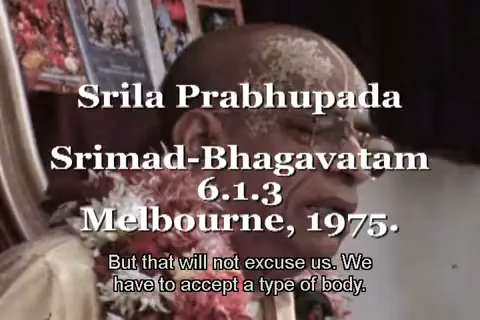 Srila Prabhupada
Srimad-Bhagavatam
6.1.3
Melbourne, 1975.
But that will not excuse us. We
have to accept a type of body.